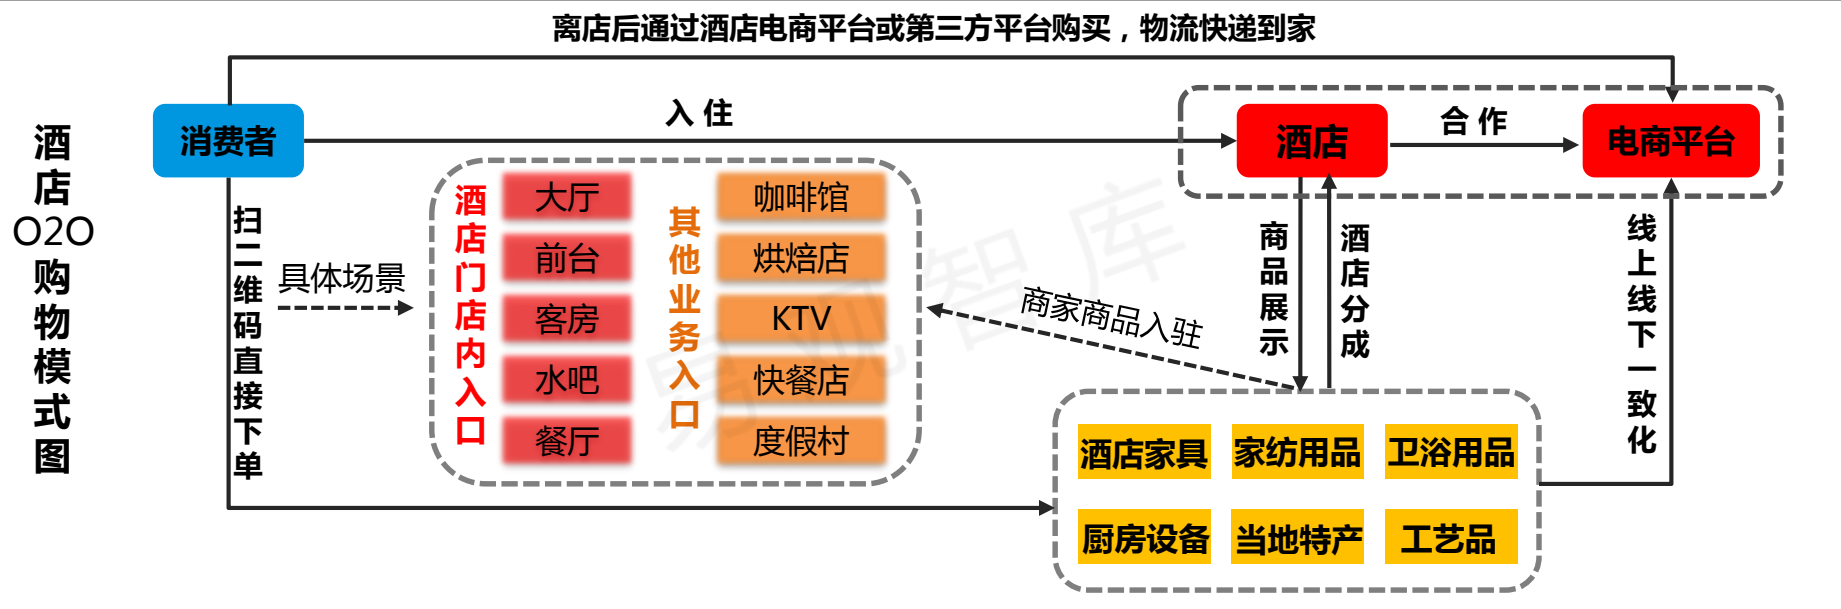 离店后通过酒店电商平台或第三方平台购买，物流快递到家
酒店O2O购物模式图
消费者
入 住
酒店
合 作
电商平台
扫二维码直接下单
具体场景
酒店门店内入口
大厅
前台
客房
水吧
餐厅
其他业务入口
咖啡馆
烘焙店
KTV
快餐店
度假村
商家商品入驻
商品展示
酒店分成
线上线下一致化
酒店家具
家纺用品
卫浴用品
厨房设备
当地特产
工艺品
易观智库